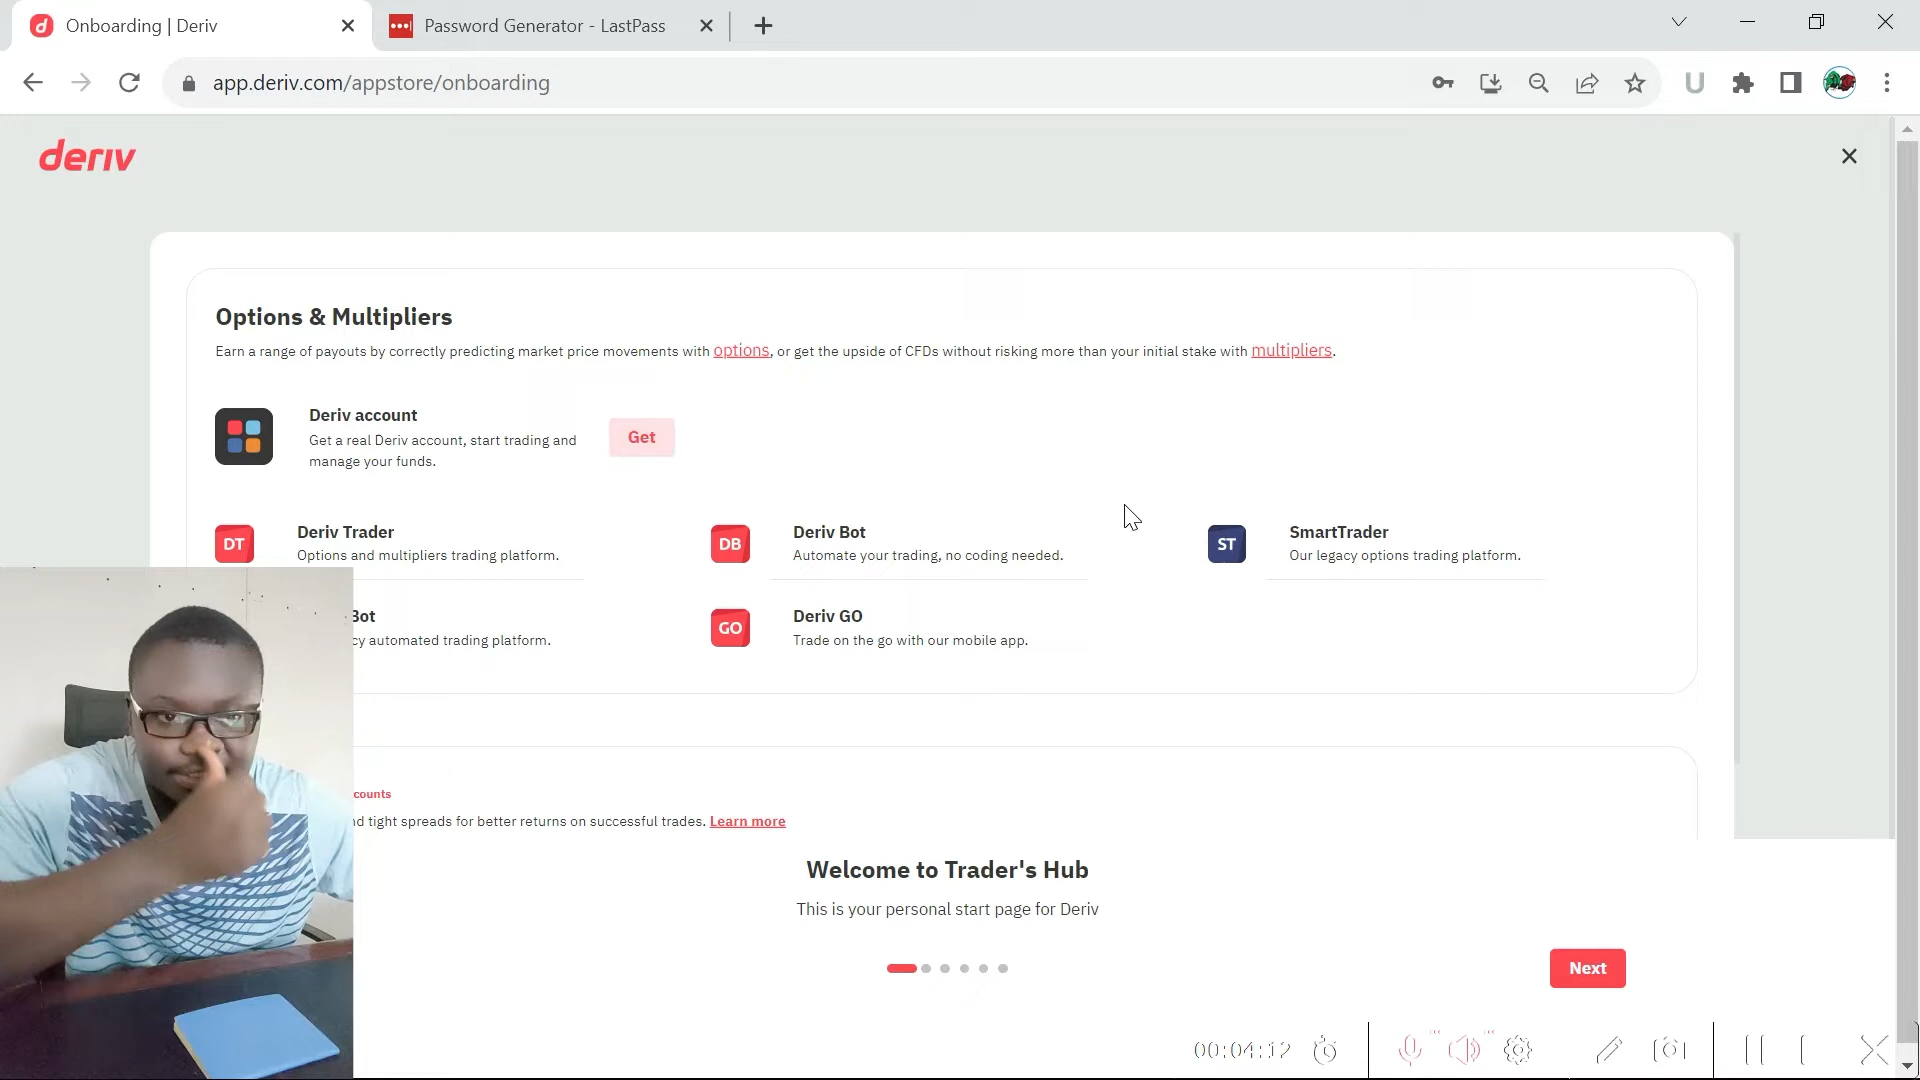 Onboarding | Deriv
Password Generator - LastPass
app.deriv.com/appstore/onboarding
U
deriv
Options & Multipliers
Earn a range of payouts by correctly predicting market price movements with options, or get the upside of CFDs without risking more than your initial stake with multipliers.
Deriv account
Get a real Deriv account, start trading and
manage your funds.
Get
DT
Deriv Trader
Options and multipliers trading platform.
DB
Deriv Bot
Automate your trading, no coding needed.
ST
SmartTrader
Our legacy options trading platform.
Bot
cy automated trading platform.
GO
Deriv GO
Trade on the go with our mobile app.
counts
nd tight spreads for better returns on successful trades. Learn more
Welcome to Trader's Hub
This is your personal start page for Deriv
Next
00:04:12